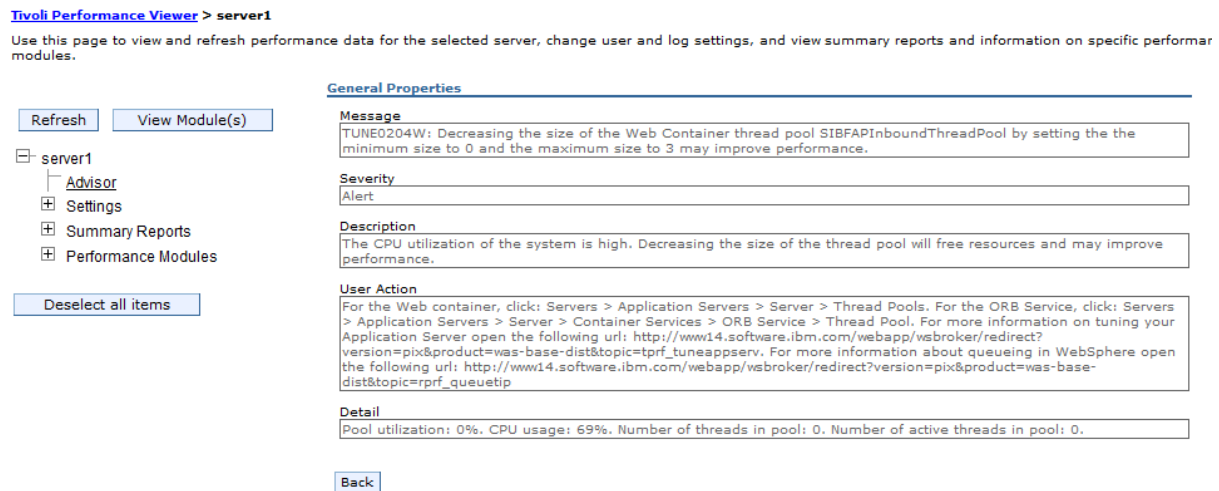 Tivoli Performance Viewer > server1
Use this page to view and refresh performance data for the selected server, change user and log settings, and view summary reports and information on specific
modules.
General Properties
Refresh
View Module(s)
server1
Advisor
Settings
Summary Reports
Performance Modules
Deselect all items
Message
TUNE0204W: Decreasing the size of the Web Container thread pool SIBFAPInboundThreadPool by setting the the
minimum size to 0 and the maximum size to 3 may improve performance.
Severity
Alert
Description
The CPU utilization of the system is high. Decreasing the size of the thread pool will free resources and may improve
performance.
User Action
For the Web container, click: Servers > Application Servers > Server > Thread Pools. For the ORB Service, click: Servers
> Application Servers > Server > Container Services > ORB Service > Thread Pool. For more information on tuning your
Application Server open the following url: http://www14.software.ibm.com/webapp/wsbroker/redirect?
version=pix&product=was-base-dist&topic=tprf_tuneappserv. For more information about queueing in WebSphere open
the following url: http://www14.software.ibm.com/webapp/wsbroker/redirect?version=pix&product=was-base-
dist&topic=rprf_queuetip
Detail
Pool utilization: 0%. CPU usage: 69%. Number of threads in pool: 0. Number of active threads in pool: 0.
Back